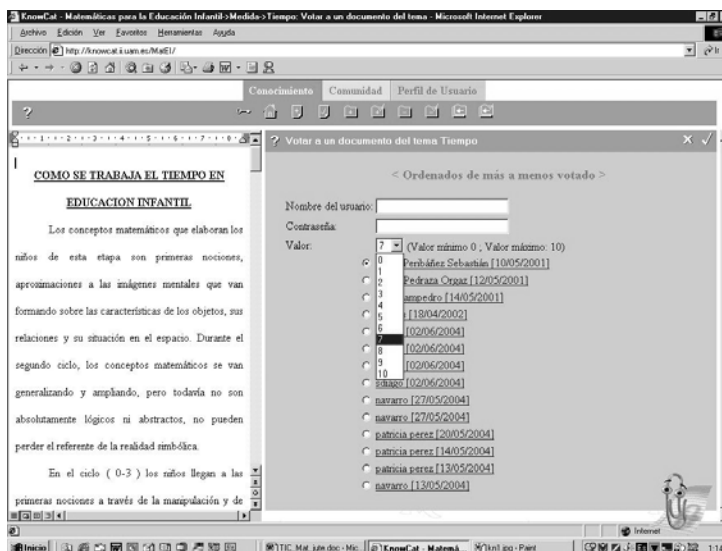 KnowCat - Matemáticas para la Educación Infantil->Medida->Tiempo: Votar a un documento del tema - Microsoft Internet Explorer
Archivo Edición Ver Favoritos Herramientas Ayuda
Dirección http://knowcat.ii.uam.es/MatEI/
Conocimiento Comunidad Perfil de Usuario
?
? Votar a un documento del tema Tiempo
COMO SE TRABAJA EL TIEMPO EN
EDUCACION INFANTIL
Los conceptos matemáticos que elaboran los
niños de esta etapa son primeras nociones,
aproximaciones a las imágenes mentales que van
formando sobre las características de los objetos, sus
relaciones y su situación en el espacio. Durante el
segundo ciclo, los conceptos matemáticos se van
generalizando y ampliando, pero todavía no son
absolutamente lógicos ni abstractos, no pueden
perder el referente de la realidad simbólica.
En el ciclo ( 0-3 ) los niños llegan a las
primeras nociones a través de la manipulación y de
< Ordenados de más a menos votado >
Nombre del usuario:
Contraseña:
Valor: 7 (Valor mínimo 0 ; Valor máximo: 10)
0
1
2
3
4
5
6
7
8
9
10
Peribáñez Sebastián [10/05/2001]
Pedraza Orgaz [12/05/2001]
ampedro [14/05/2001]
[18/04/2002]
[02/06/2004]
[02/06/2004]
[02/06/2004]
sdiago [02/06/2004]
navarro [27/05/2004]
navarro [27/05/2004]
patricia perez [20/05/2004]
patricia perez [14/05/2004]
patricia perez [13/05/2004]
navarro [13/05/2004]
Internet
Inicio
TIC_Mat_jute.doc - Mic...
KnowCat - Matemá...
kn1.jpg - Paint